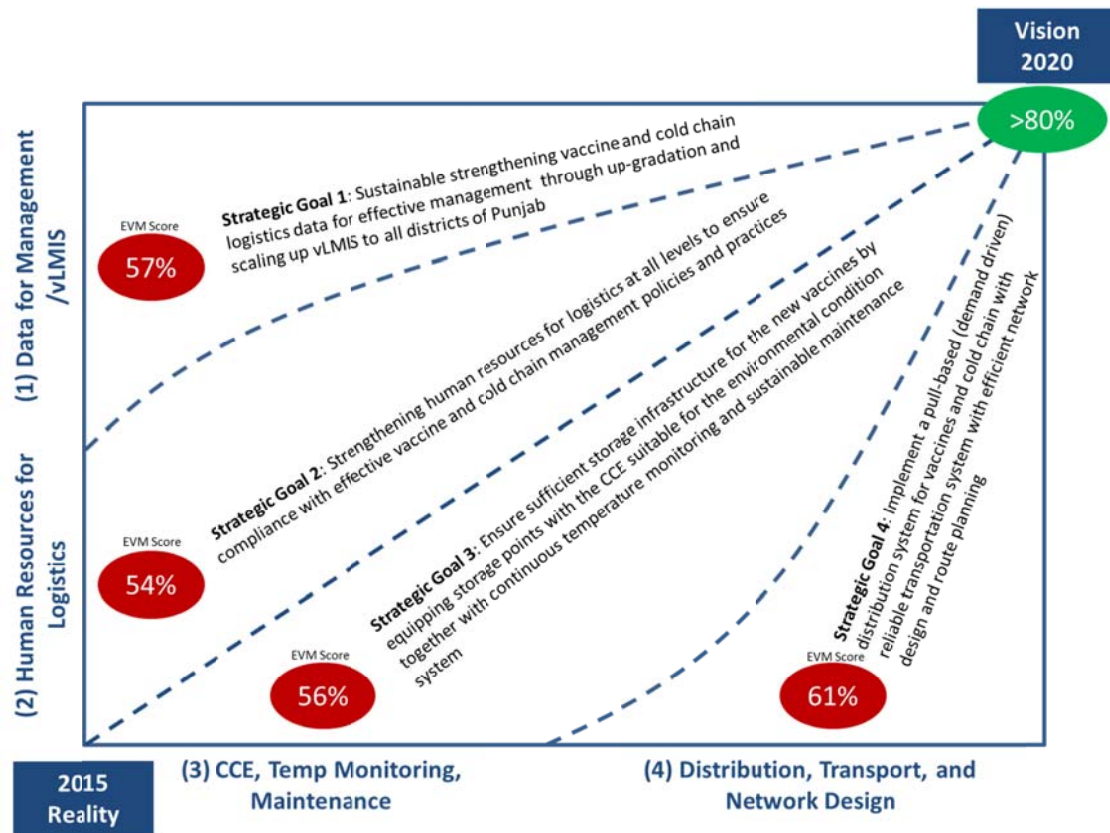 Vision
2020
>80%
(1) Data for Management
/vLMIS
EVM Score
57%
Strategic Goal 1: Sustainable strengthening vaccine and cold chain
logistics data for effective management through up-gradation and
scaling up vLMIS to all districts of Punjab
(2) Human Resources for
Logistics
EVM Score
54%
Strategic Goal 2: Strengthening human resources for logistics at all levels to ensure
compliance with effective vaccine and cold chain management policies and practices
EVM Score
56%
Strategic Goal 3: Ensure sufficient storage infrastructure for the new vaccines by
equipping storage points with the CCE suitable for the environmental condition
together with continuous temperature monitoring and sustainable maintenance
system
EVM Score
61%
Strategic Goal 4: Implement a pull-based (demand driven)
distribution system for vaccines and cold chain with
reliable transportation system with efficient network
design and route planning
2015
Reality
(3) CCE, Temp Monitoring,
Maintenance
(4) Distribution, Transport, and
Network Design